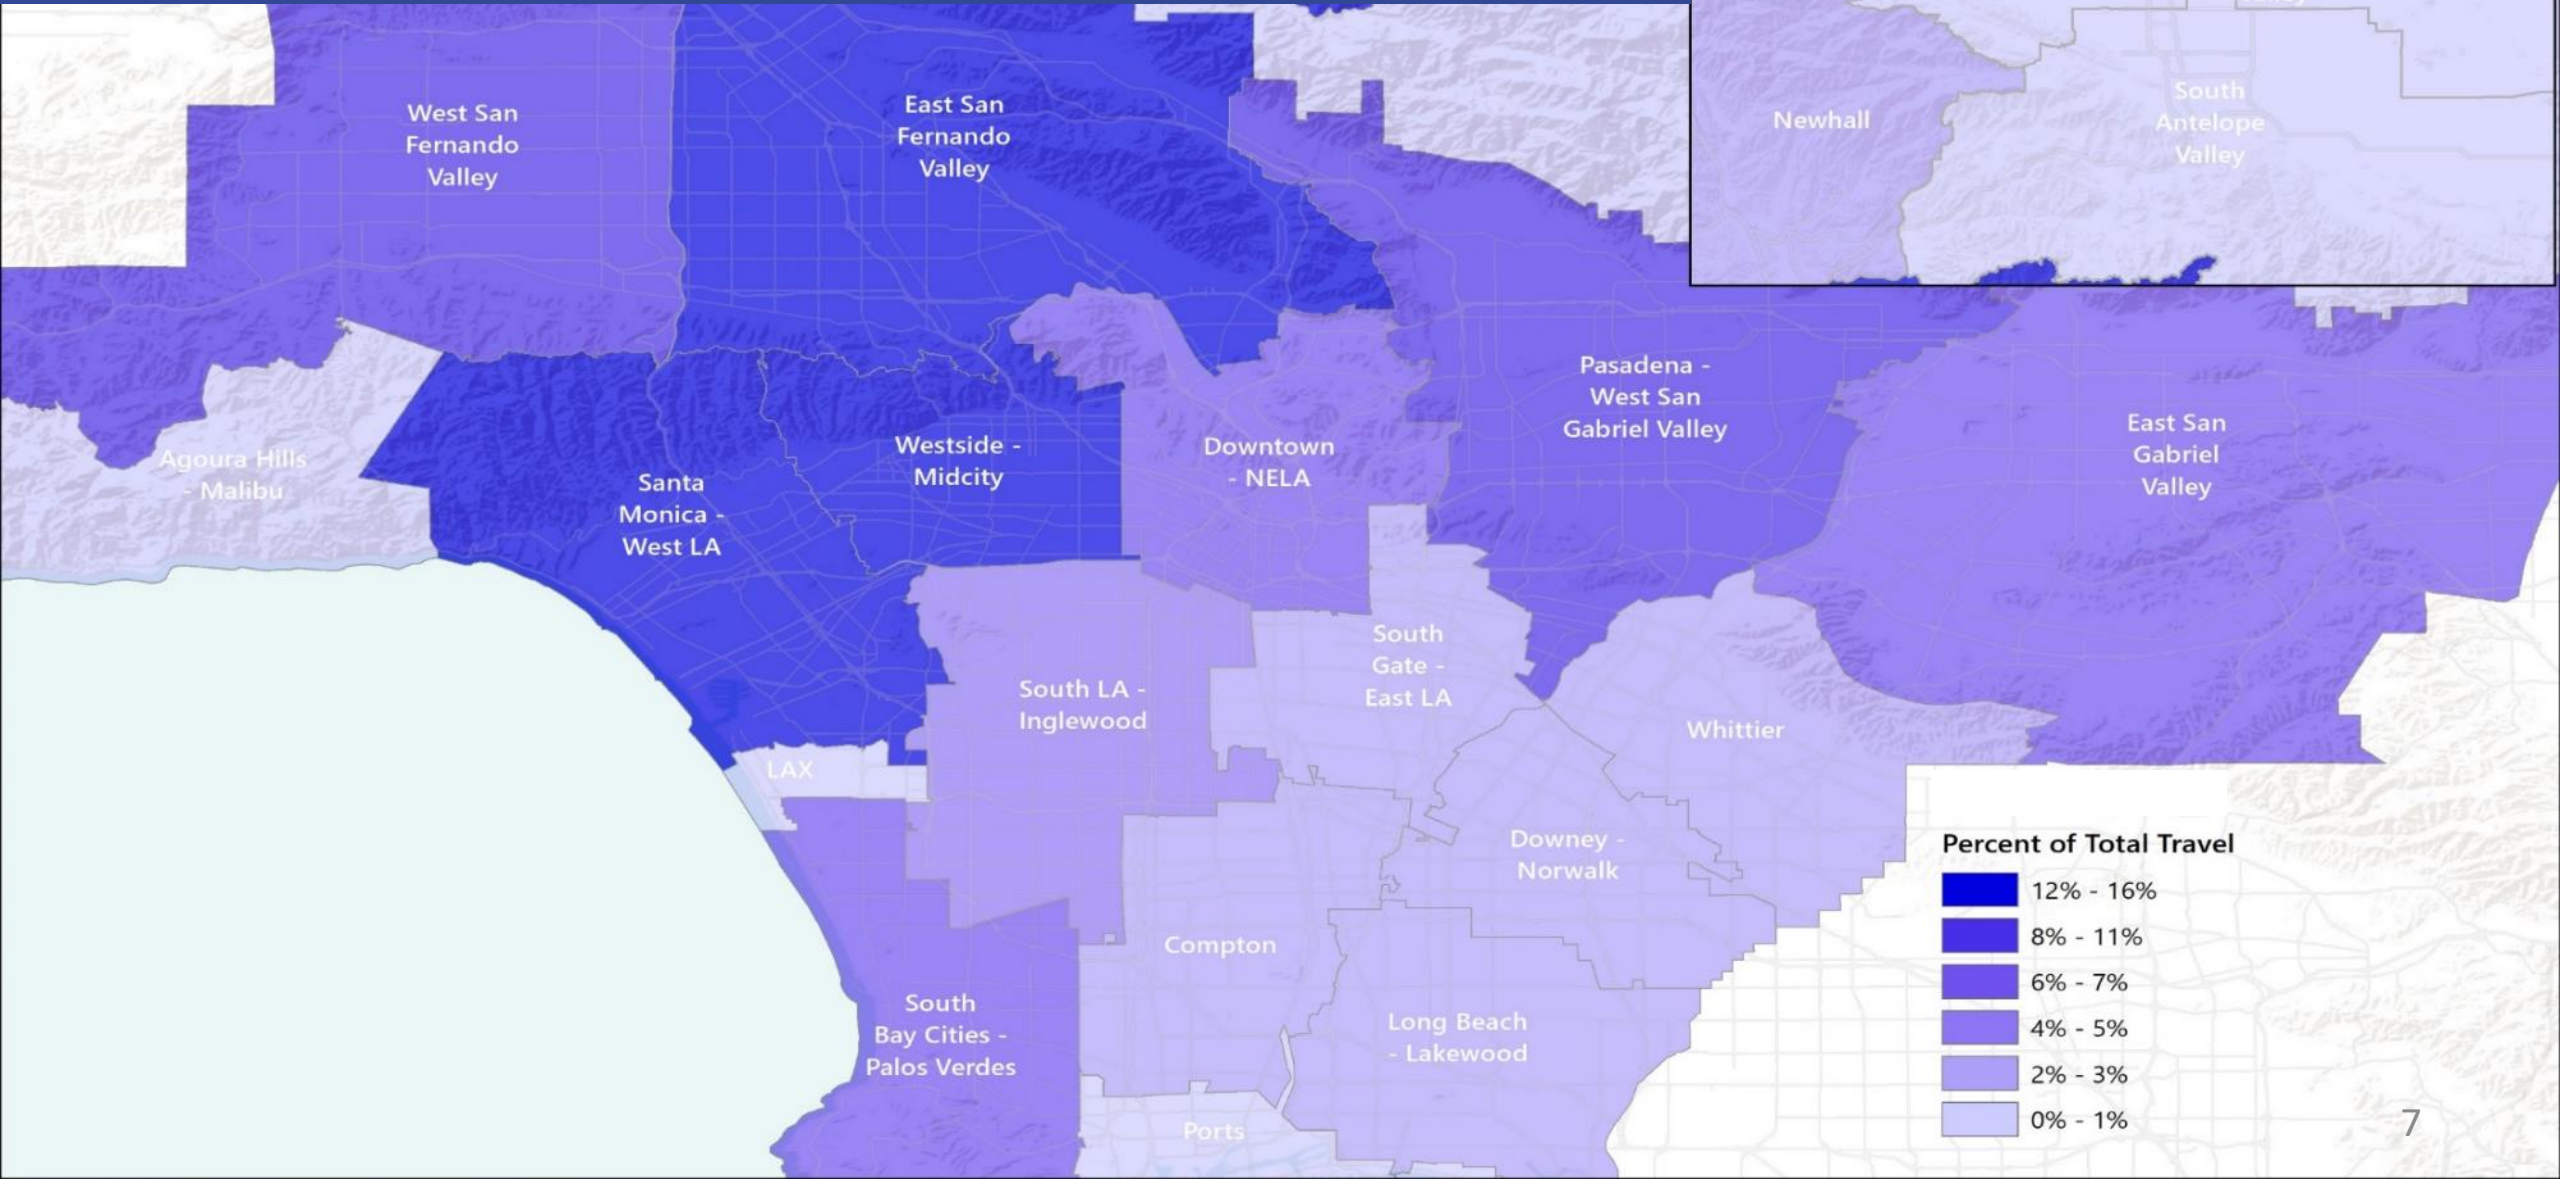 West San
Fernando
Valley
East San
Fernando
Valley
Newhall
South
Antelope
Valley
Agoura Hills
- Malibu
Santa
Monica -
West LA
Westside -
Midcity
Downtown
- NELA
Pasadena -
West San
Gabriel Valley
East San
Gabriel
Valley
South LA -
Inglewood
South
Gate -
East LA
Whittier
LAX
Downey -
Norwalk
Compton
South
Bay Cities -
Palos Verdes
Long Beach
- Lakewood
Ports
Percent of Total Travel
12% - 16%
8% - 11%
6% - 7%
4% - 5%
2% - 3%
0% - 1%
7